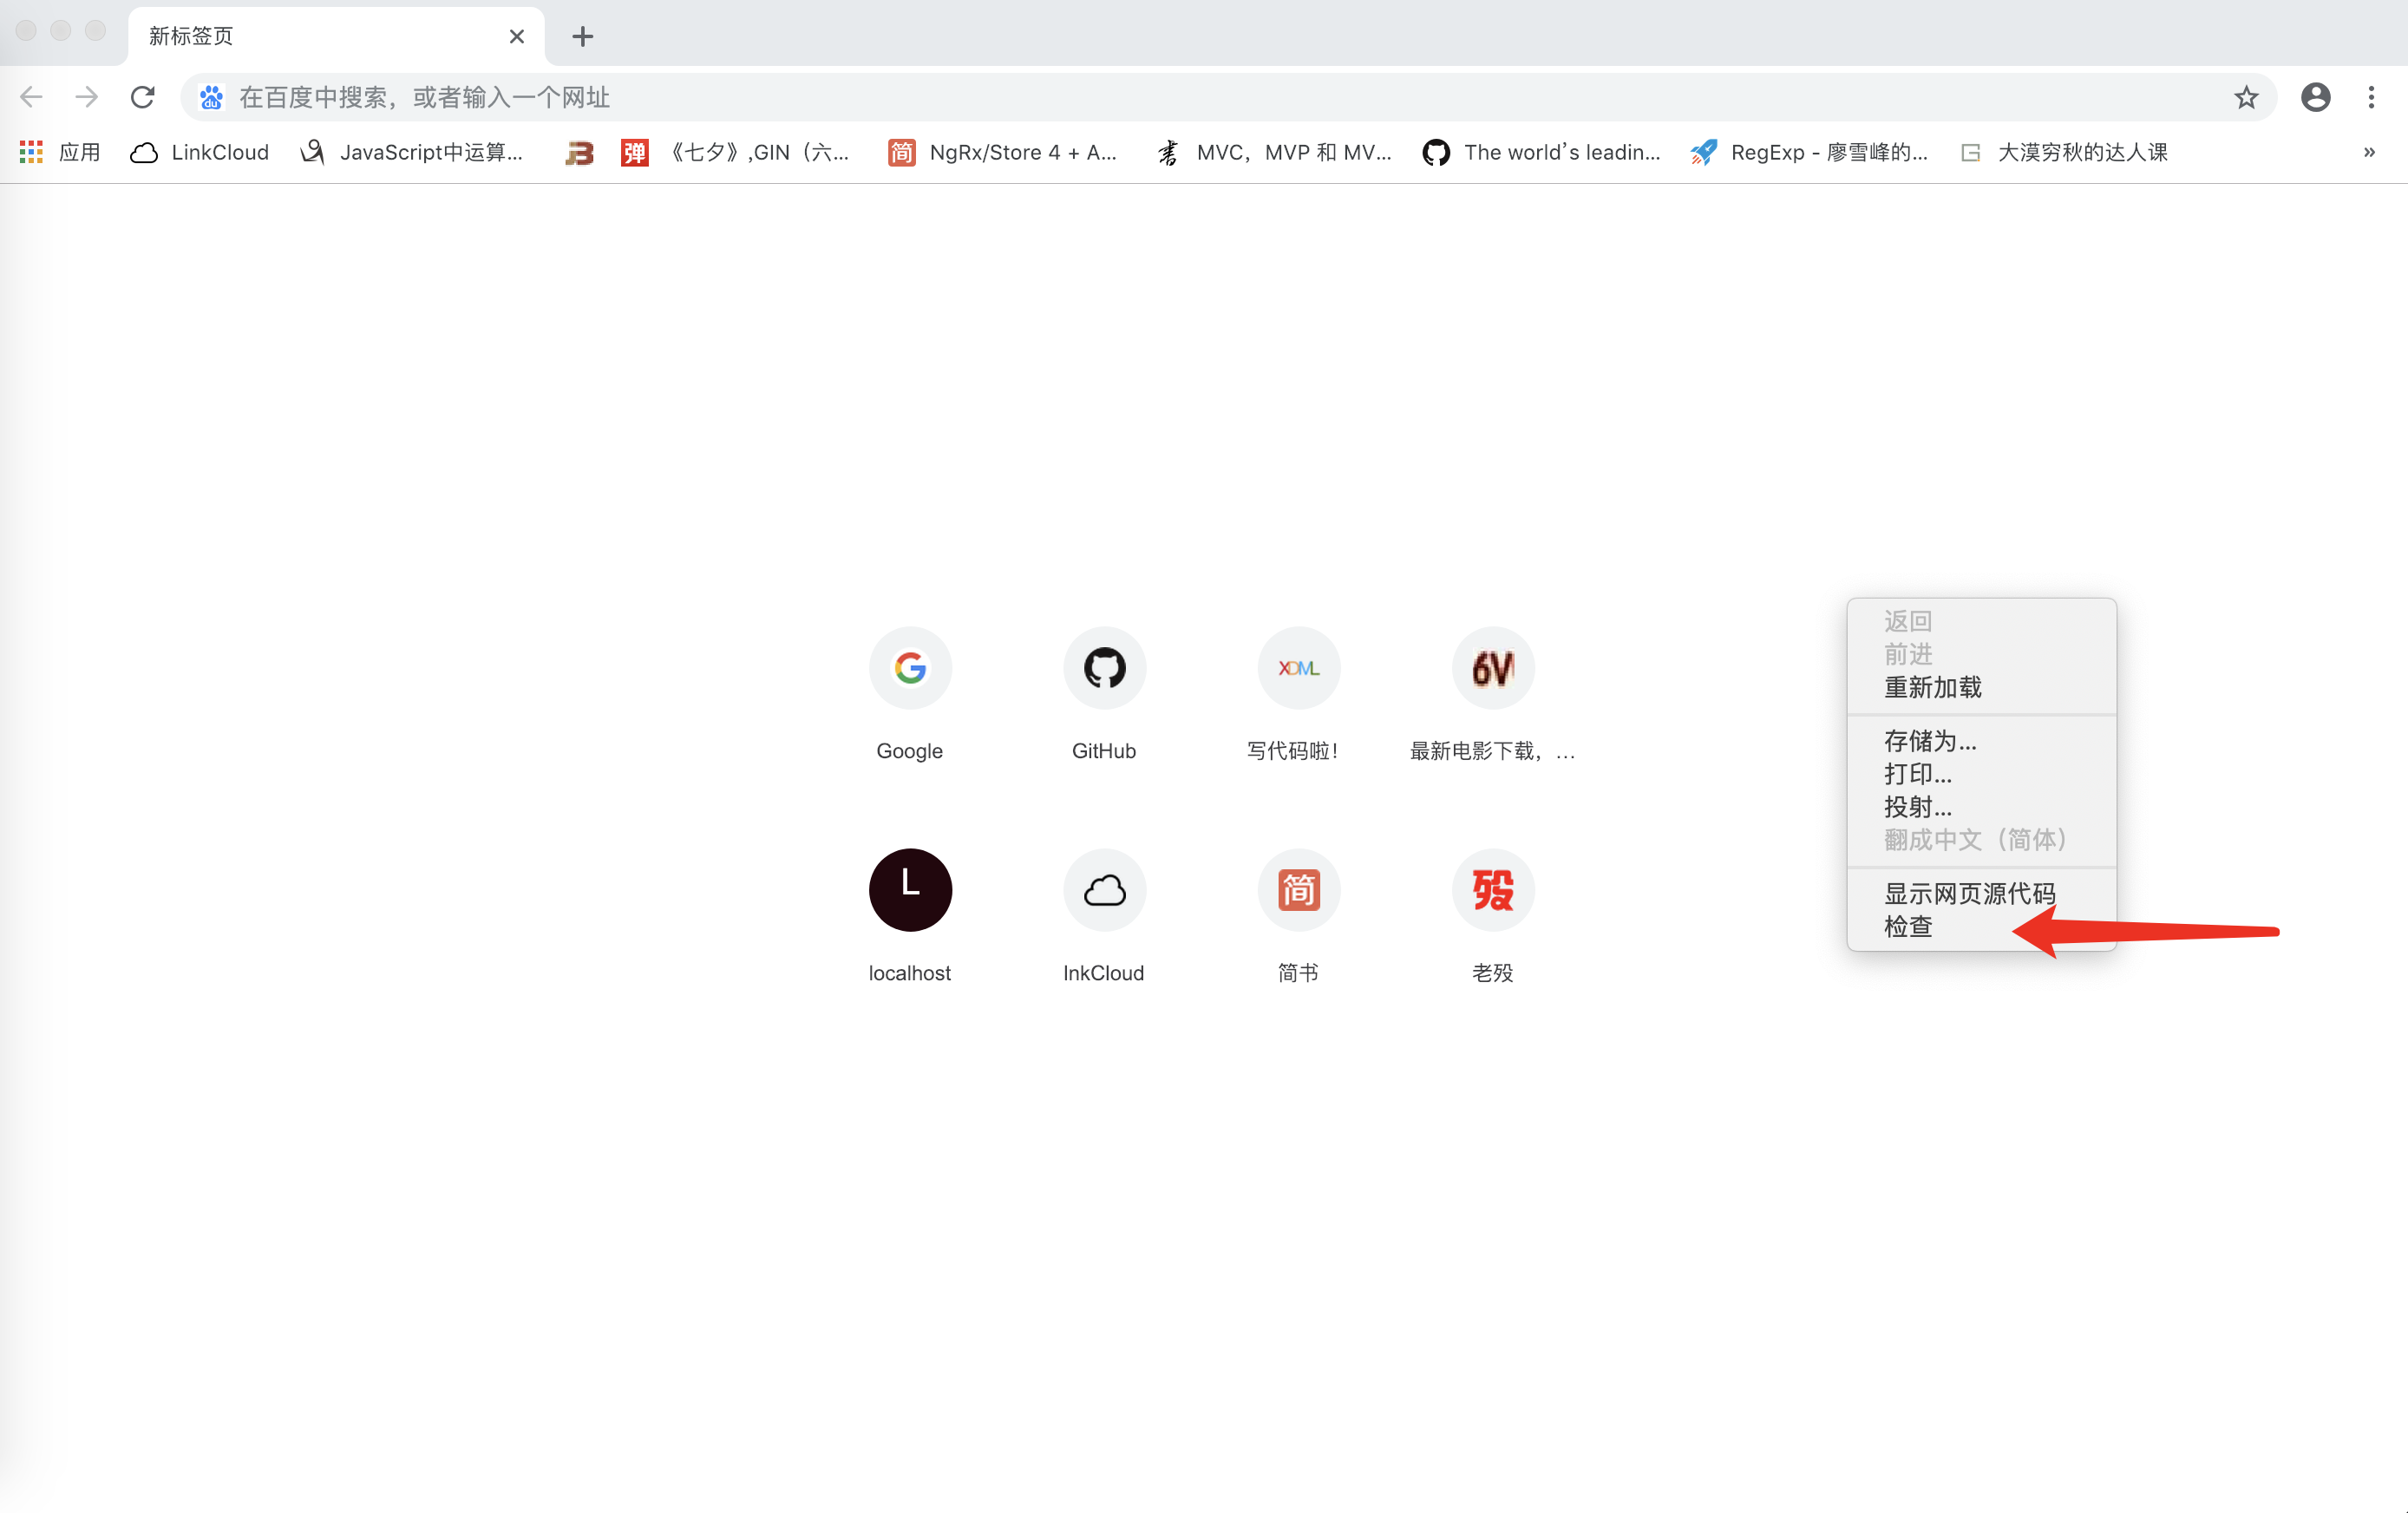 新标签页
在百度中搜索，或者输入一个网址
应用 LinkCloud JavaScript中运算... 弹 《七夕》,GIN（六... 简 NgRx/Store 4 + A... 书 MVC，MVP 和 MV... The world's leadin... RegExp - 廖雪峰的... 大漠穷秋的达人课 »
返回
前进
重新加载
存储为...
打印...
投射...
翻成中文（简体）
显示网页源代码
检查
XDML 6V
Google GitHub 写代码啦！ 最新电影下载，...
L 简 殁
localhost InkCloud 简书 老殁